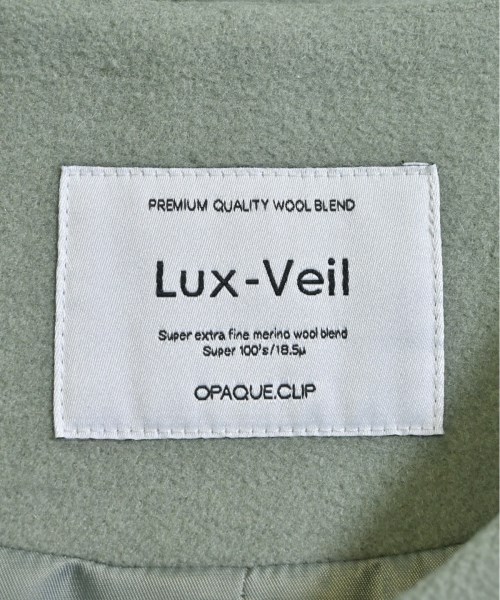 PREMIUM QUALITY WOOL BLEND
Lux-Veil
Super extra fine merino wool blend
Super 100's/18.5μ
OPAQUE.CLIP